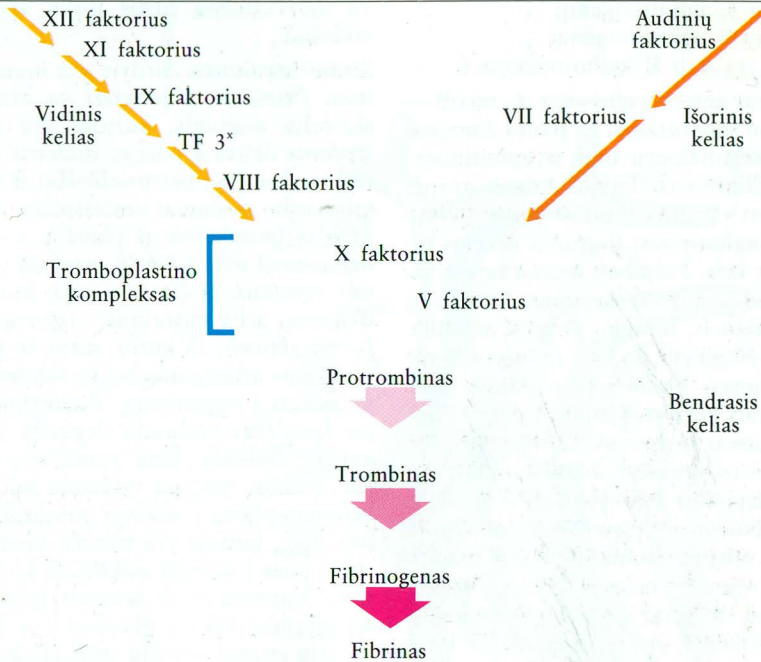 XII faktorius
XI faktorius
IX faktorius
Vidinis
kelias
TF 3ˣ
VIII faktorius
Audinių
faktorius
VII faktorius
Išorinis
kelias
Tromboplastino
kompleksas
X faktorius
V faktorius
Protrombinas
Bendrasis
kelias
Trombinas
Fibrinogenas
Fibrinas